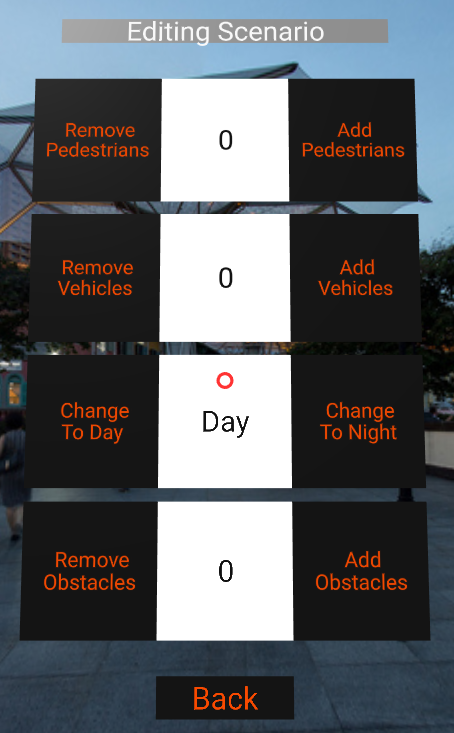 Editing Scenario
Remove
Pedestrians
0
Add
Pedestrians
Remove
Vehicles
0
Add
Vehicles
Change
To Day
Day
Change
To Night
Remove
Obstacles
0
Add
Obstacles
Back